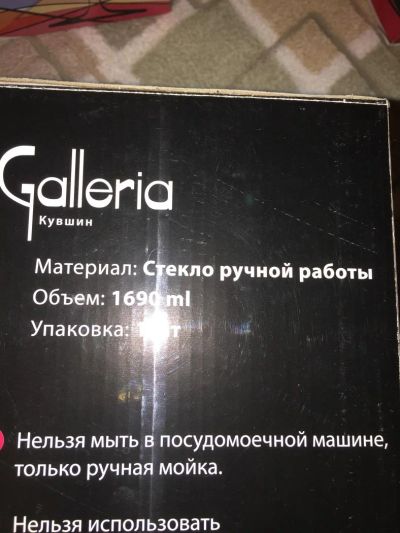 Galleria
Кувшин
Материал: Стекло ручной работы
Объем: 1690 ml
Упаковка:
Нельзя мыть в посудомоечной машине,
только ручная мойка.
Нельзя использовать